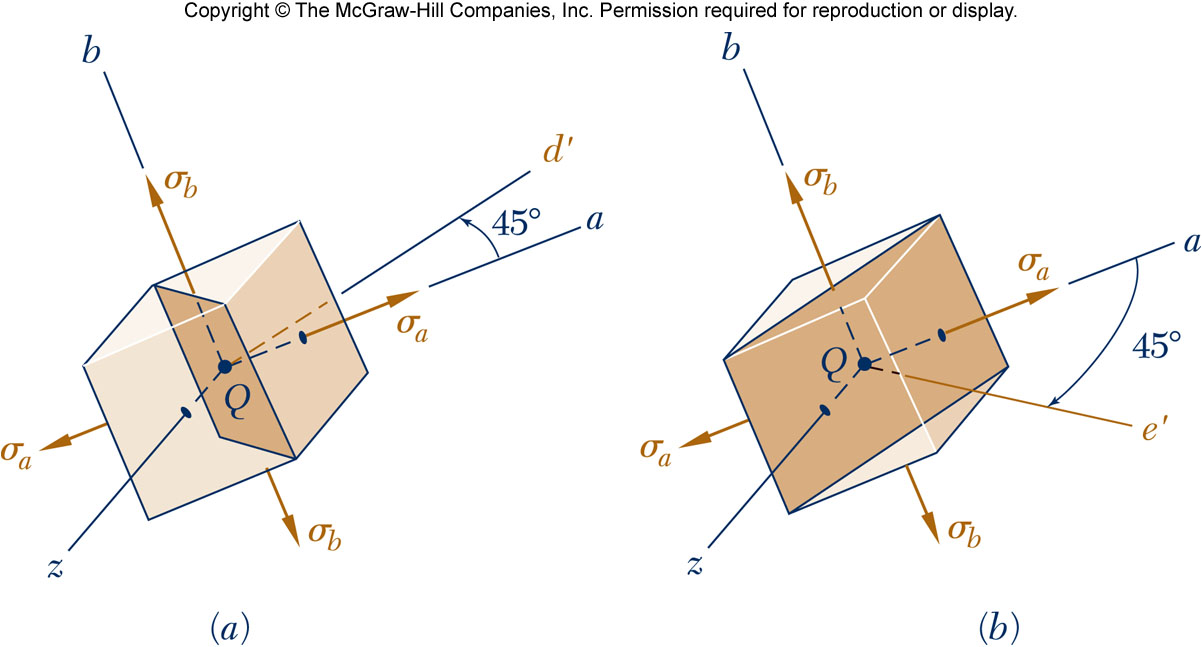 Copyright © The McGraw-Hill Companies, Inc. Permission required for reproduction or display.
b
σb
d′
45°
a
σa
Q
σa
σb
z
(a)
b
σb
a
σa
45°
Q
e′
σa
σb
z
(b)